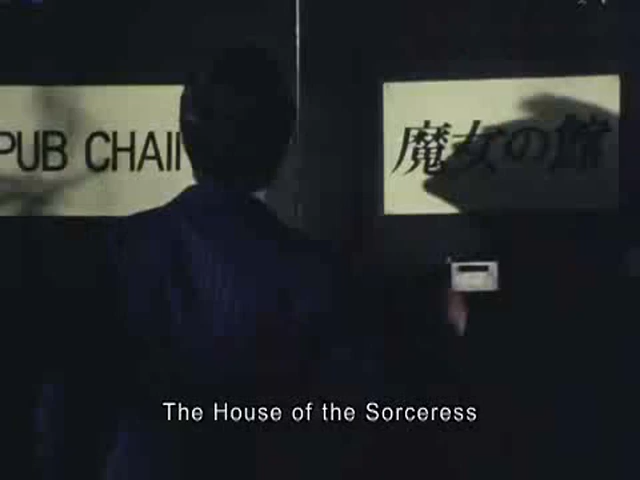 PUB CHAI
魔女の館
The House of the Sorceress